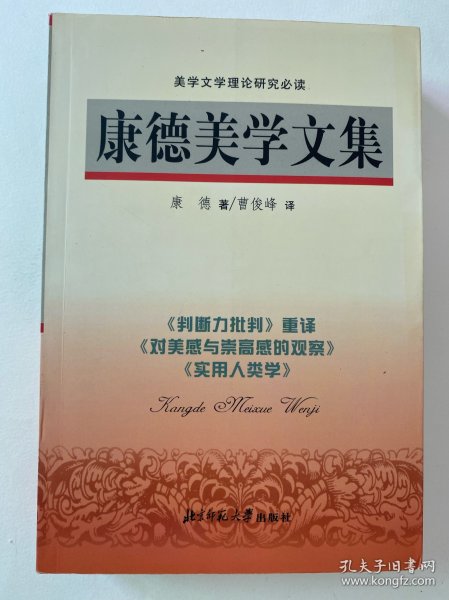 美学文学理论研究必读
康德美学文集
康 德 著/曹俊峰 译
《判断力批判》重译
《对美感与崇高感的观察》
《实用人类学》
Kangde Meixue Wenji
北京师范大学出版社
孔夫子旧书网
www.kongfz.com